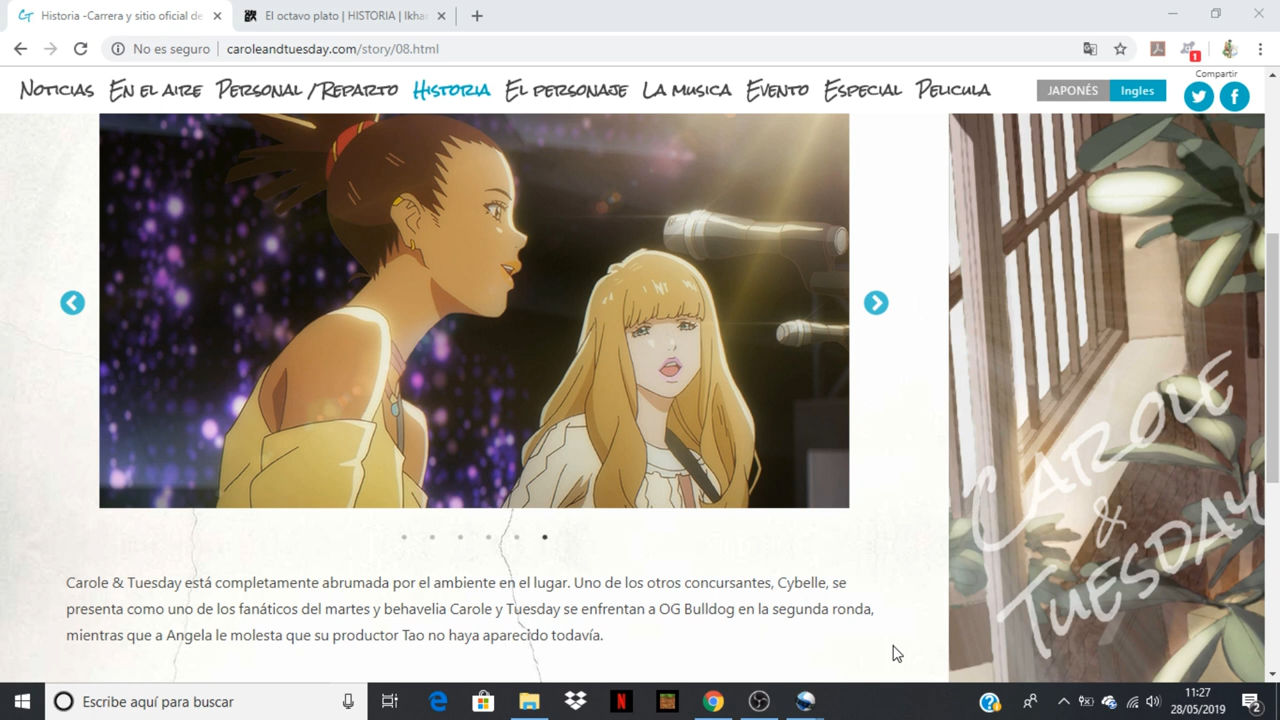 Historia -Carrera y sitio oficial de
El octavo plato | HISTORIA | Ikhar
No es seguro
caroleandtuesday.com/story/08.html
1
Noticias En el aire Personal /Reparto Historia El personaje La musica Evento Especial Pelicula
JAPONÉS Ingles
Compartir
Carole & Tuesday está completamente abrumada por el ambiente en el lugar. Uno de los otros concursantes, Cybelle, se
presenta como uno de los fanáticos del martes y behavelia Carole y Tuesday se enfrentan a OG Bulldog en la segunda ronda,
mientras que a Angela le molesta que su productor Tao no haya aparecido todavía.
CAROLE
&
TUESDAY
Escribe aquí para buscar
11:27
28/05/2019
2